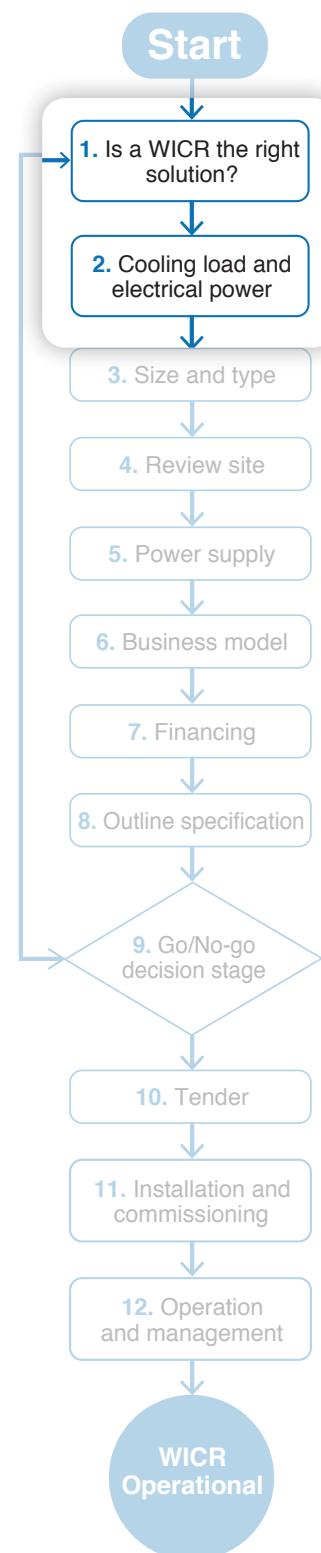 Start
1. Is a WICR the right
solution?
2. Cooling load and
electrical power
3. Size and type
4. Review site
5. Power supply
6. Business model
7. Financing
8. Outline specification
9. Go/No-go
decision stage
10. Tender
11. Installation and
commissioning
12. Operation
and management
WICR
Operational